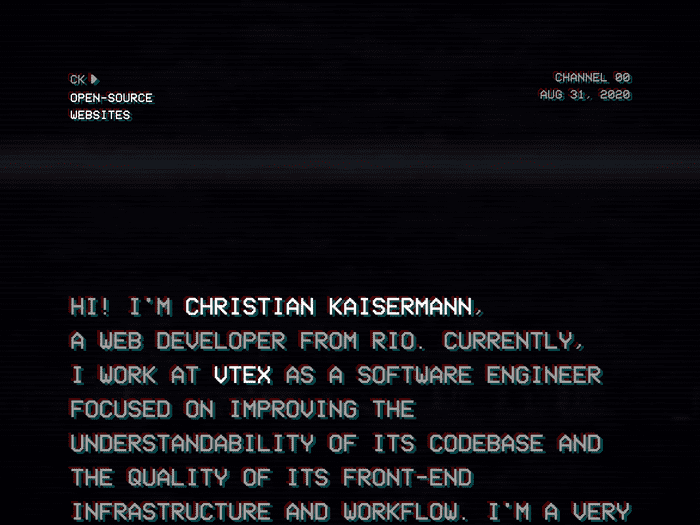 CK
OPEN-SOURCE
WEBSITES
CHANNEL 00
AUG 31, 2020
HI! I'M CHRISTIAN KAISERMANN,
A WEB DEVELOPER FROM RIO. CURRENTLY,
I WORK AT VTEX AS A SOFTWARE ENGINEER
FOCUSED ON IMPROVING THE
UNDERSTANDABILITY OF ITS CODEBASE AND
THE QUALITY OF ITS FRONT-END
INFRASTRUCTURE AND WORKFLOW. I'M A VERY